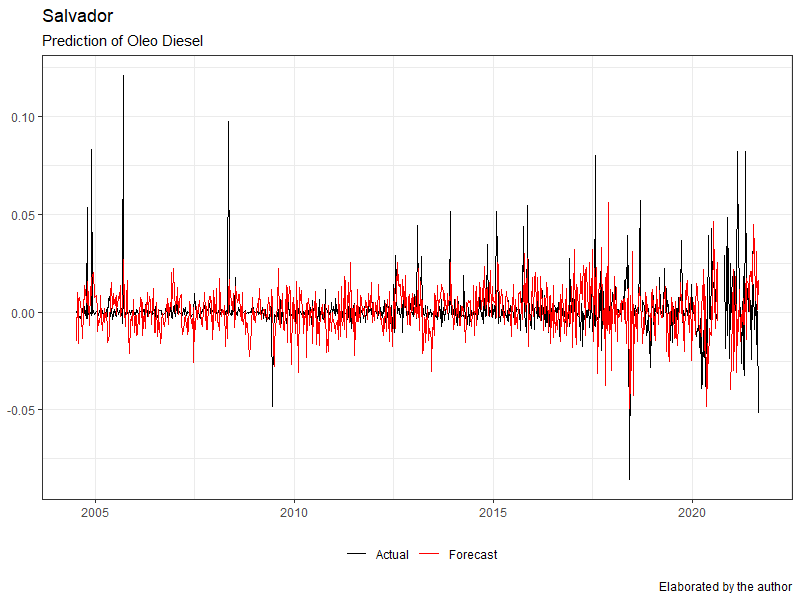 Salvador
Prediction of Oleo Diesel
0.10
0.05
0.00
-0.05
2005 2010 2015 2020
Actual Forecast
Elaborated by the author